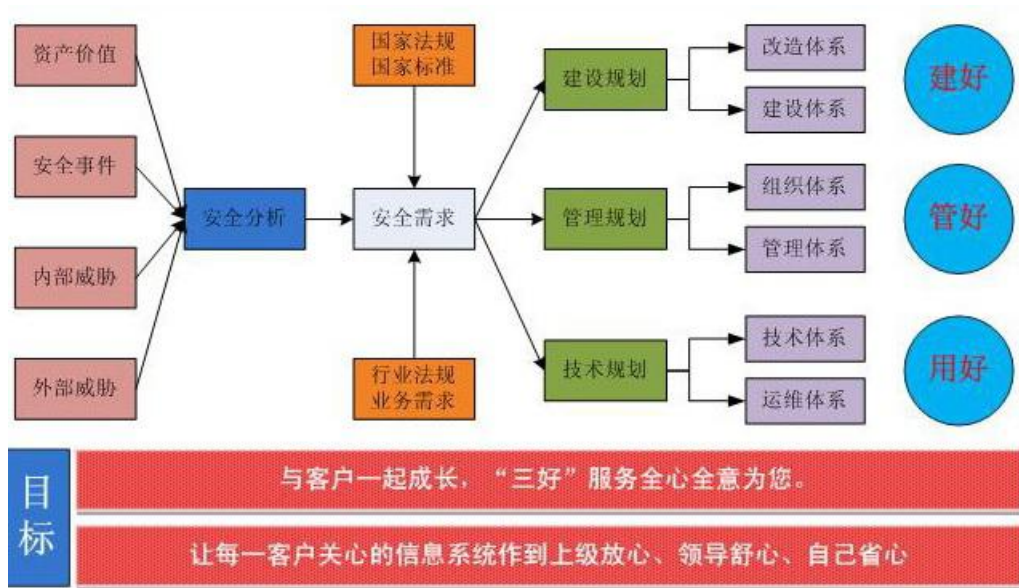 资产价值
安全事件
内部威胁
外部威胁
安全分析
国家法规
国家标准
安全需求
行业法规
业务需求
建设规划
管理规划
技术规划
改造体系
建设体系
组织体系
管理体系
技术体系
运维体系
建好
管好
用好
目标
与客户一起成长，“三好”服务全心全意为您。
让每一客户关心的信息系统作到上级放心、领导舒心、自己省心